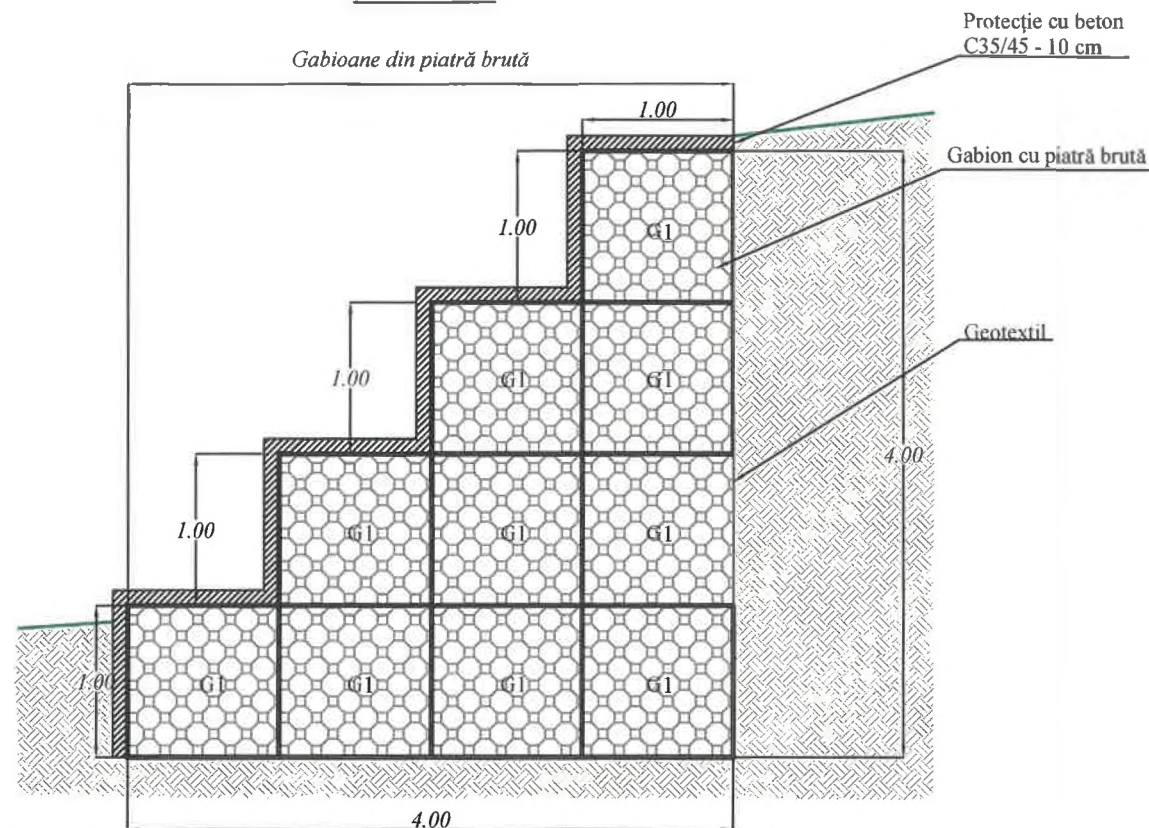 Protecție cu beton
C35/45 - 10 cm
Gabioane din piatră brută
1.00
Gabion cu piatră brută
1.00
G1
Geotextil
1.00
G1
G1
4.00
1.00
G1
G1
G1
1.00
G1
G1
G1
G1
4.00